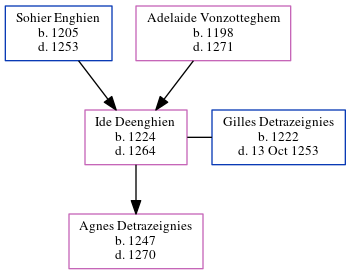 Sohier Enghien
b. 1205
d. 1253
Adelaide Vonzotteghem
b. 1198
d. 1271
Ide Deenghien
b. 1224
d. 1264
Gilles Detrazeignies
b. 1222
d. 13 Oct 1253
Agnes Detrazeignies
b. 1247
d. 1270